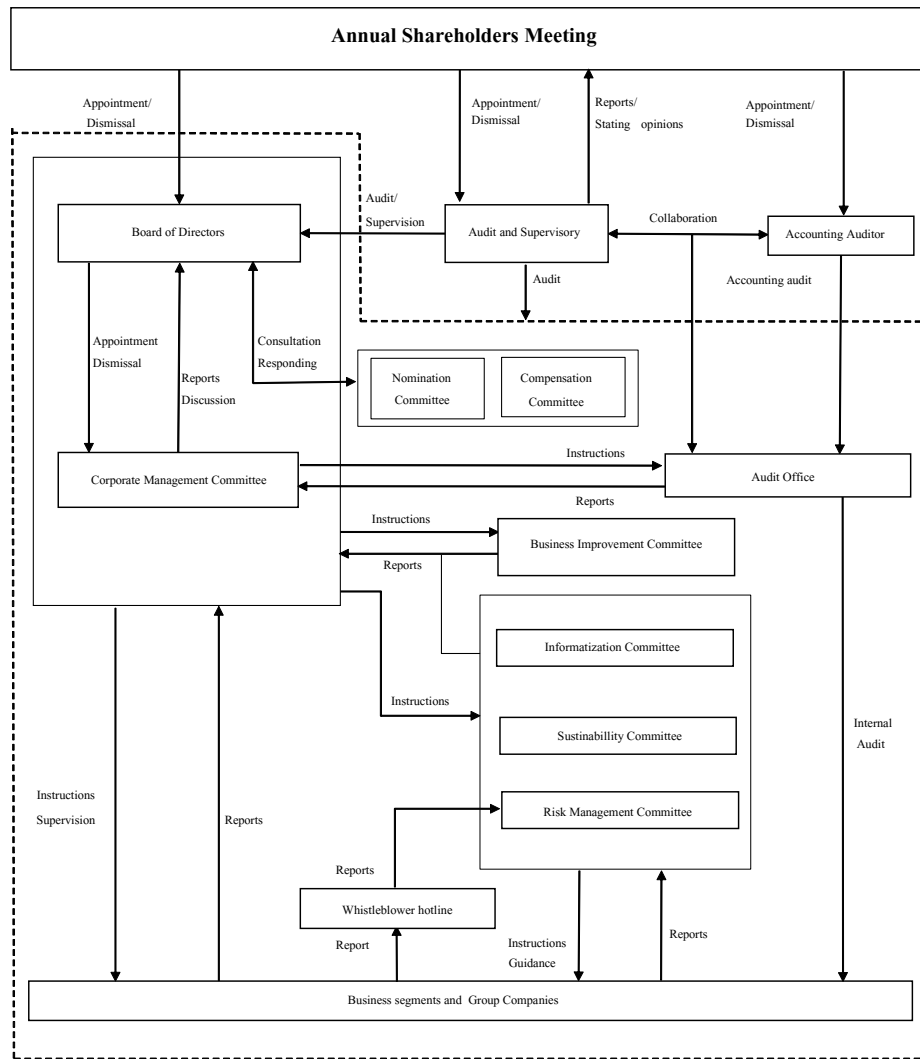 Annual Shareholders Meeting
Appointment/
Dismissal
Appointment/
Dismissal
Reports/
Stating opinions
Appointment/
Dismissal
Audit/
Supervision
Board of Directors
Audit and Supervisory
Collaboration
Accounting Auditor
Audit
Accounting audit
Appointment
Dismissal
Reports
Discussion
Consultation
Responding
Nomination
Committee
Compensation
Committee
Corporate Management Committee
Instructions
Audit Office
Reports
Instructions
Business Improvement Committee
Reports
Informatization Committee
Instructions
Sustinabillity Committee
Internal
Audit
Instructions
Supervision
Reports
Risk Management Committee
Reports
Whistleblower hotline
Report
Instructions
Guidance
Reports
Business segments and Group Companies